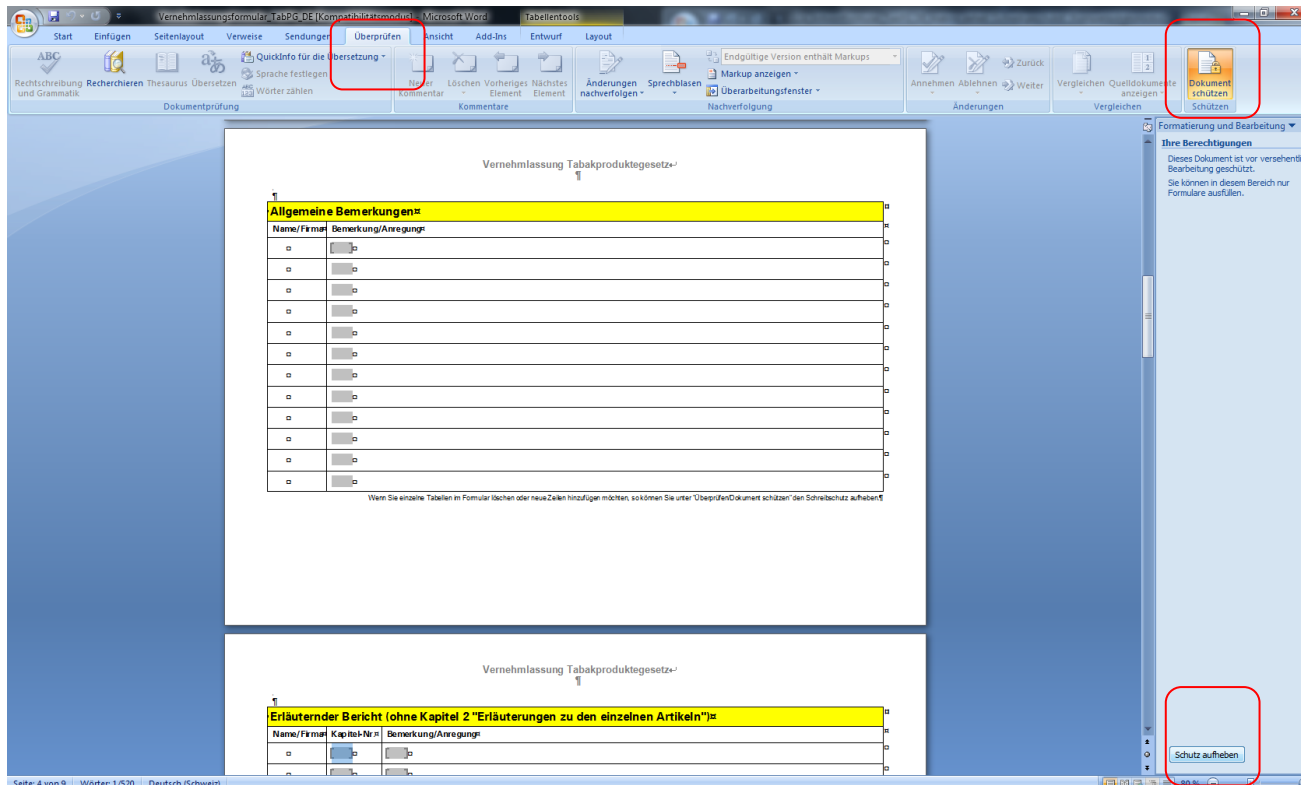 Vernehmlassungsformular_TabPG_DE [Kompatibilitätsmodus] - Microsoft Word Tabellentools
Start Einfügen Seitenlayout Verweise Sendungen Überprüfen Ansicht Add-Ins Entwurf Layout
ABC
Rechtschreibung und Grammatik
Recherchieren
Thesaurus
Übersetzen
QuickInfo für die Übersetzung
Sprache festlegen
Wörter zählen
Dokumentprüfung
Neuer Kommentar
Löschen
Vorheriges Element
Nächstes Element
Kommentare
Änderungen nachverfolgen
Sprechblasen
Endgültige Version enthält Markups
Markup anzeigen
Überarbeitungsfenster
Nachverfolgung
Annehmen
Ablehnen
Zurück
Weiter
Änderungen
Vergleichen
Quelldokumente anzeigen
Vergleichen
Dokument schützen
Schützen
Formatierung und Bearbeitung
Ihre Berechtigungen
Dieses Dokument ist vor versehentli
Bearbeitung geschützt.
Sie können in diesem Bereich nur
Formulare ausfüllen.
Vernehmlassung Tabakproduktegesetz↵
¶
¶
Allgemeine Bemerkungen¤
Name/Firma¤ Bemerkung/Anregung¤
Wenn Sie einzelne Tabellen im Formular löschen oder neue Zeilen hinzufügen möchten, so können Sie unter "Überprüfen/Dokument schützen" den Schreibschutz aufheben¶
Vernehmlassung Tabakproduktegesetz↵
¶
¶
Erläuternder Bericht (ohne Kapitel 2 "Erläuterungen zu den einzelnen Artikeln")¤
Name/Firma¤ Kapitel-Nr.¤ Bemerkung/Anregung¤
Schutz aufheben
Seite: 4 von 9 Wörter: 1/520 Deutsch (Schweiz) 80 %